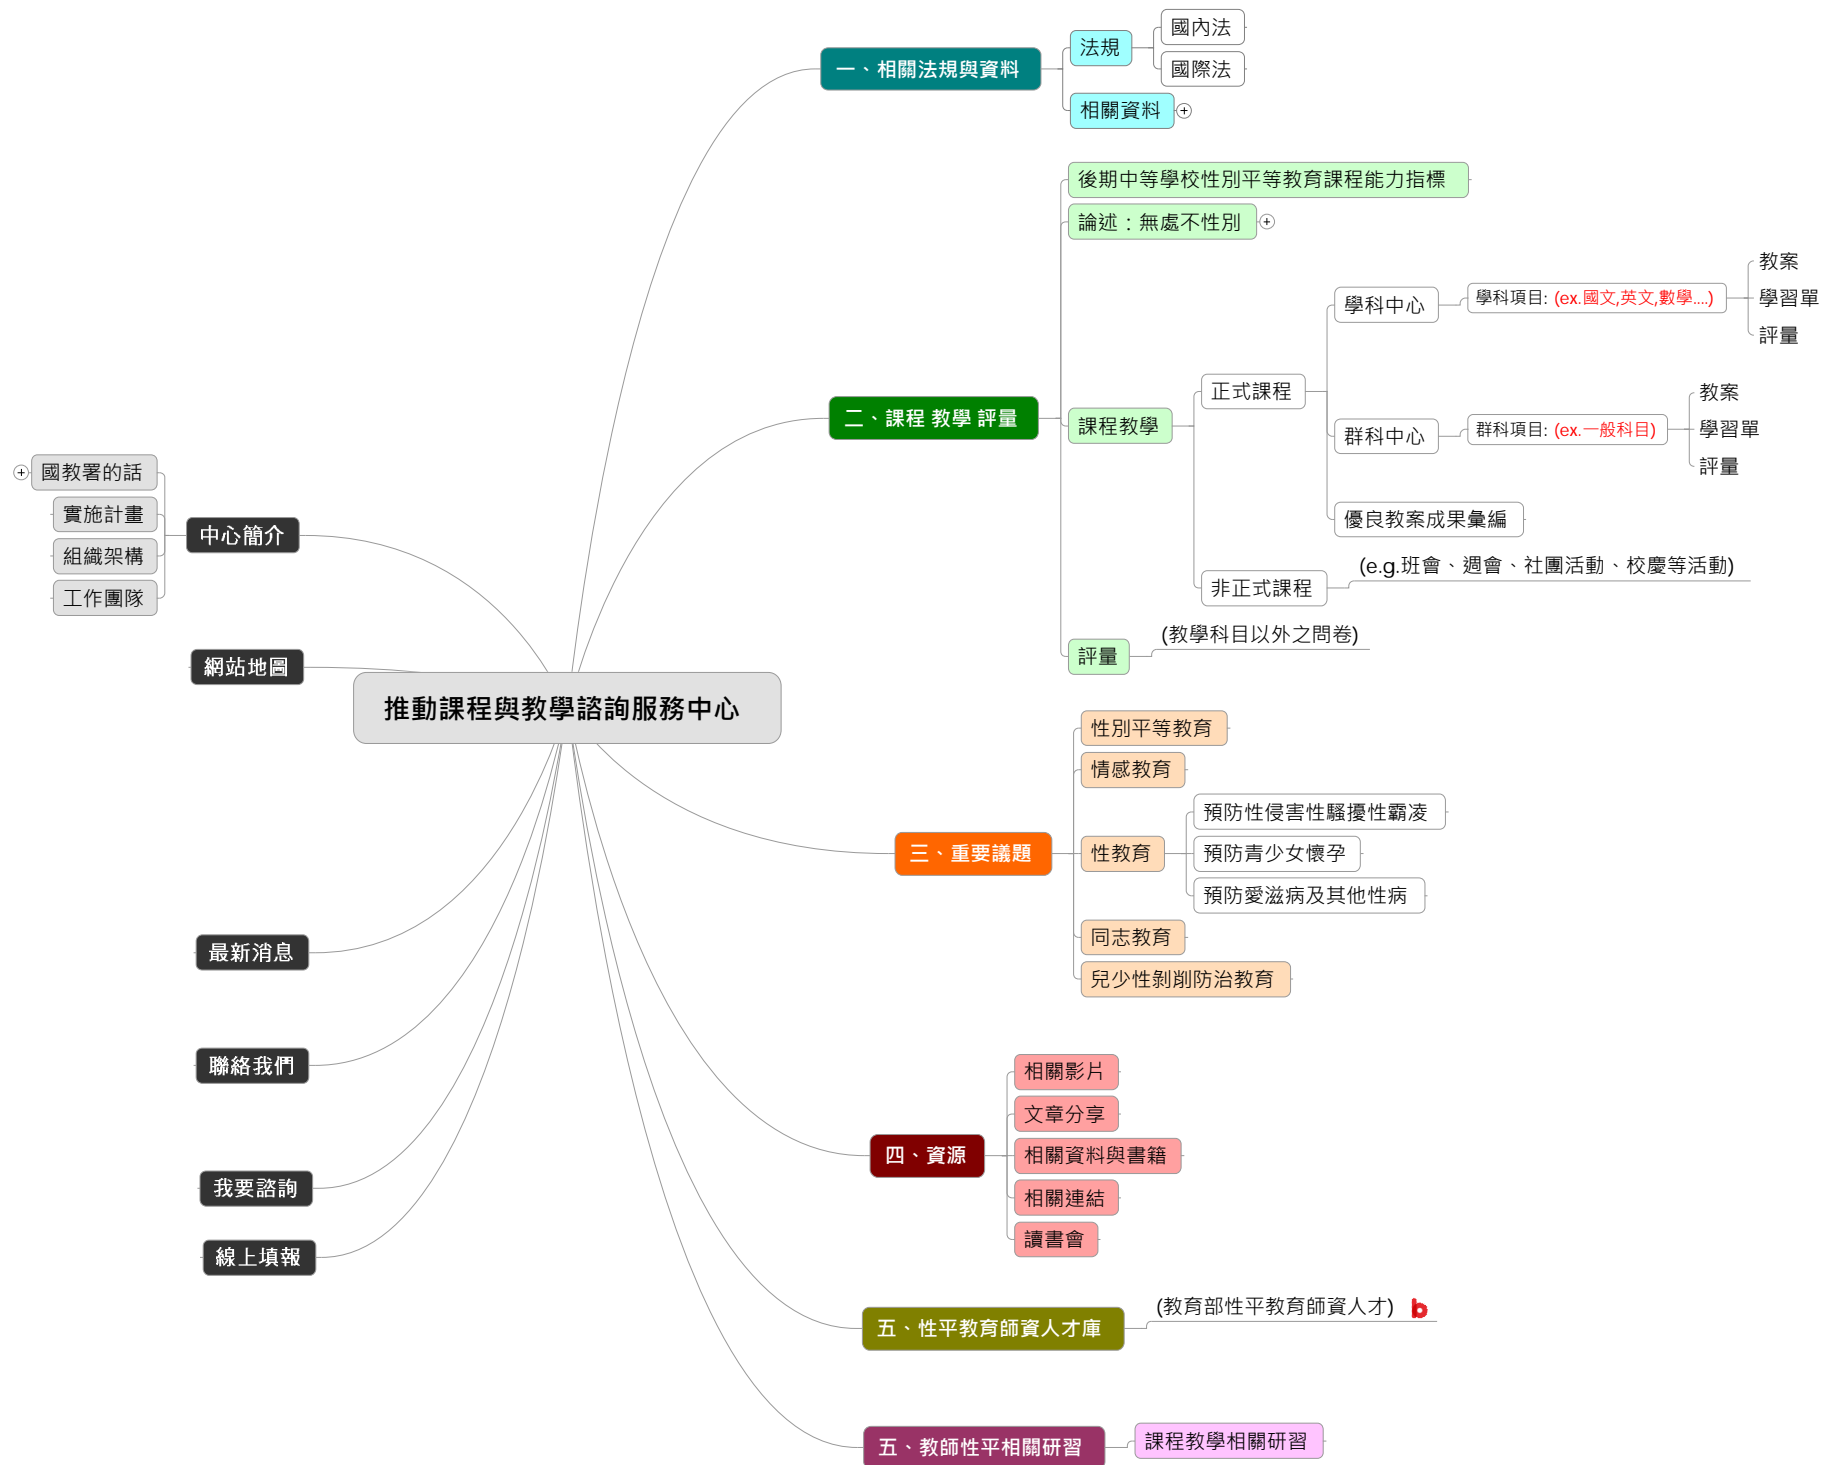 推動課程與教學諮詢服務中心
一、相關法規與資料
法規
國內法
國際法
相關資料
二、課程 教學 評量
後期中等學校性別平等教育課程能力指標
論述：無處不性別
課程教學
正式課程
學科中心
學科項目: (ex.國文,英文,數學....)
教案
學習單
評量
群科中心
群科項目: (ex.一般科目)
教案
學習單
評量
優良教案成果彙編
非正式課程
(e.g.班會、週會、社團活動、校慶等活動)
評量
(教學科目以外之問卷)
三、重要議題
性別平等教育
情感教育
性教育
預防性侵害性騷擾性霸凌
預防青少女懷孕
預防愛滋病及其他性病
同志教育
兒少性剝削防治教育
四、資源
相關影片
文章分享
相關資料與書籍
相關連結
讀書會
五、性平教育師資人才庫
(教育部性平教育師資人才) b
五、教師性平相關研習
課程教學相關研習
中心簡介
國教署的話
實施計畫
組織架構
工作團隊
網站地圖
最新消息
聯絡我們
我要諮詢
線上填報